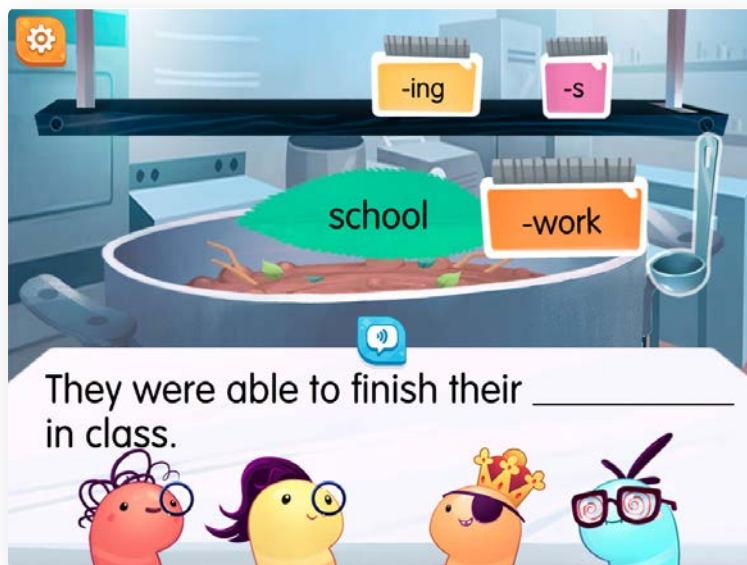 -ing
-s
school
-work
They were able to finish their ___________
in class.